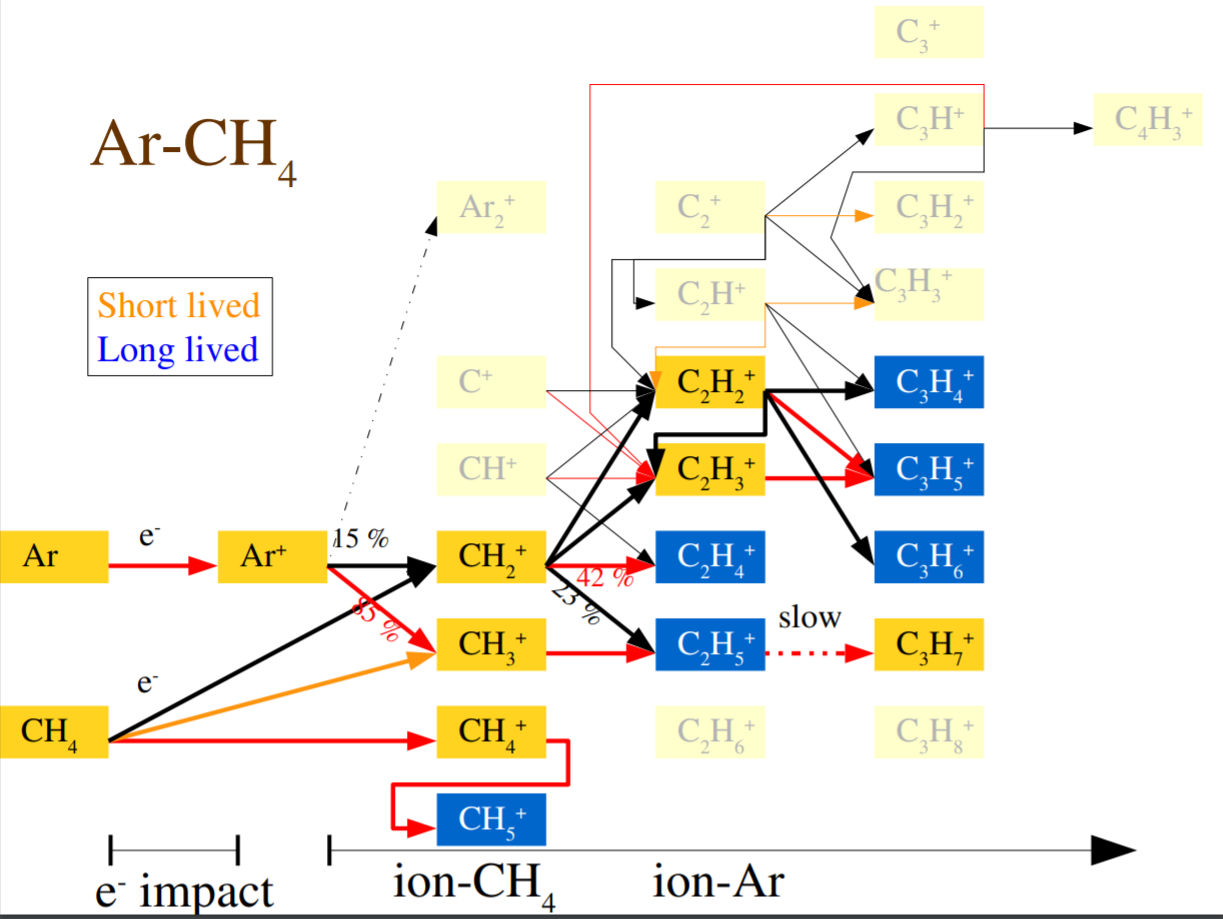 C₃⁺
C₃H⁺
C₄H₃⁺
Ar-CH₄
Ar₂⁺
C₂⁺
C₃H₂⁺
C₂H⁺
C₃H₃⁺
Short lived
Long lived
C⁺
C₂H₂⁺
C₃H₄⁺
CH⁺
C₂H₃⁺
C₃H₅⁺
e⁻
15 %
Ar
Ar⁺
CH₂⁺
42 %
C₂H₄⁺
C₃H₆⁺
85 %
23 %
slow
CH₃⁺
C₂H₅⁺
C₃H₇⁺
e⁻
CH₄
CH₄⁺
C₂H₆⁺
C₃H₈⁺
CH₅⁺
e⁻ impact
ion-CH₄
ion-Ar